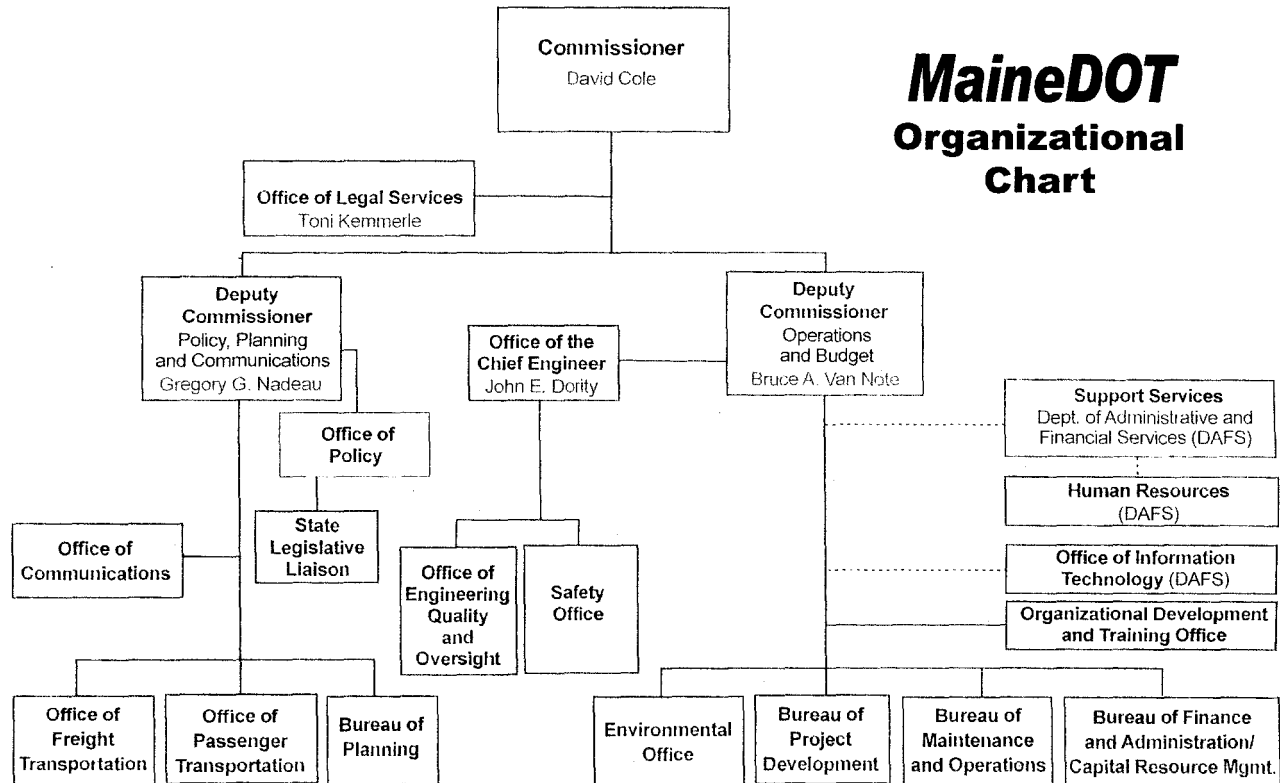 Commissioner
David Cole
MaineDOT
Organizational
Chart
Office of Legal Services
Toni Kemmerle
Deputy
Commissioner
Policy, Planning
and Communications
Gregory G. Nadeau
Deputy
Commissioner
Operations
and Budget
Bruce A. Van Note
Office of the
Chief Engineer
John E. Dority
Support Services
Dept. of Administrative and
Financial Services (DAFS)
Office of
Policy
Human Resources
(DAFS)
State
Legislative
Liaison
Office of
Communications
Office of
Engineering
Quality
and
Oversight
Safety
Office
Office of Information
Technology (DAFS)
Organizational Development
and Training Office
Office of
Freight
Transportation
Office of
Passenger
Transportation
Bureau of
Planning
Environmental
Office
Bureau of
Project
Development
Bureau of
Maintenance
and Operations
Bureau of Finance
and Administration/
Capital Resource Mgmt.